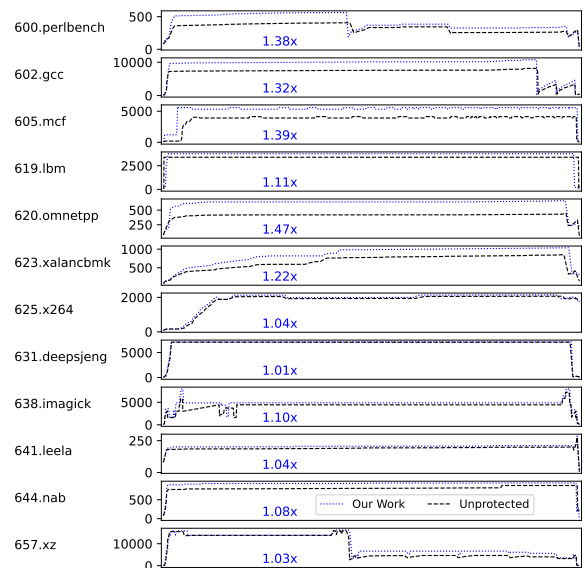 600.perlbench 500 0 1.38x
602.gcc 10000 0 1.32x
605.mcf 5000 0 1.39x
619.lbm 2500 0 1.11x
620.omnetpp 500 250 1.47x
623.xalancbmk 1000 500 1.22x
625.x264 2000 0 1.04x
631.deepsjeng 5000 0 1.01x
638.imagick 5000 0 1.10x
641.leela 250 0 1.04x
644.nab 500 0 1.08x Our Work Unprotected
657.xz 10000 0 1.03x